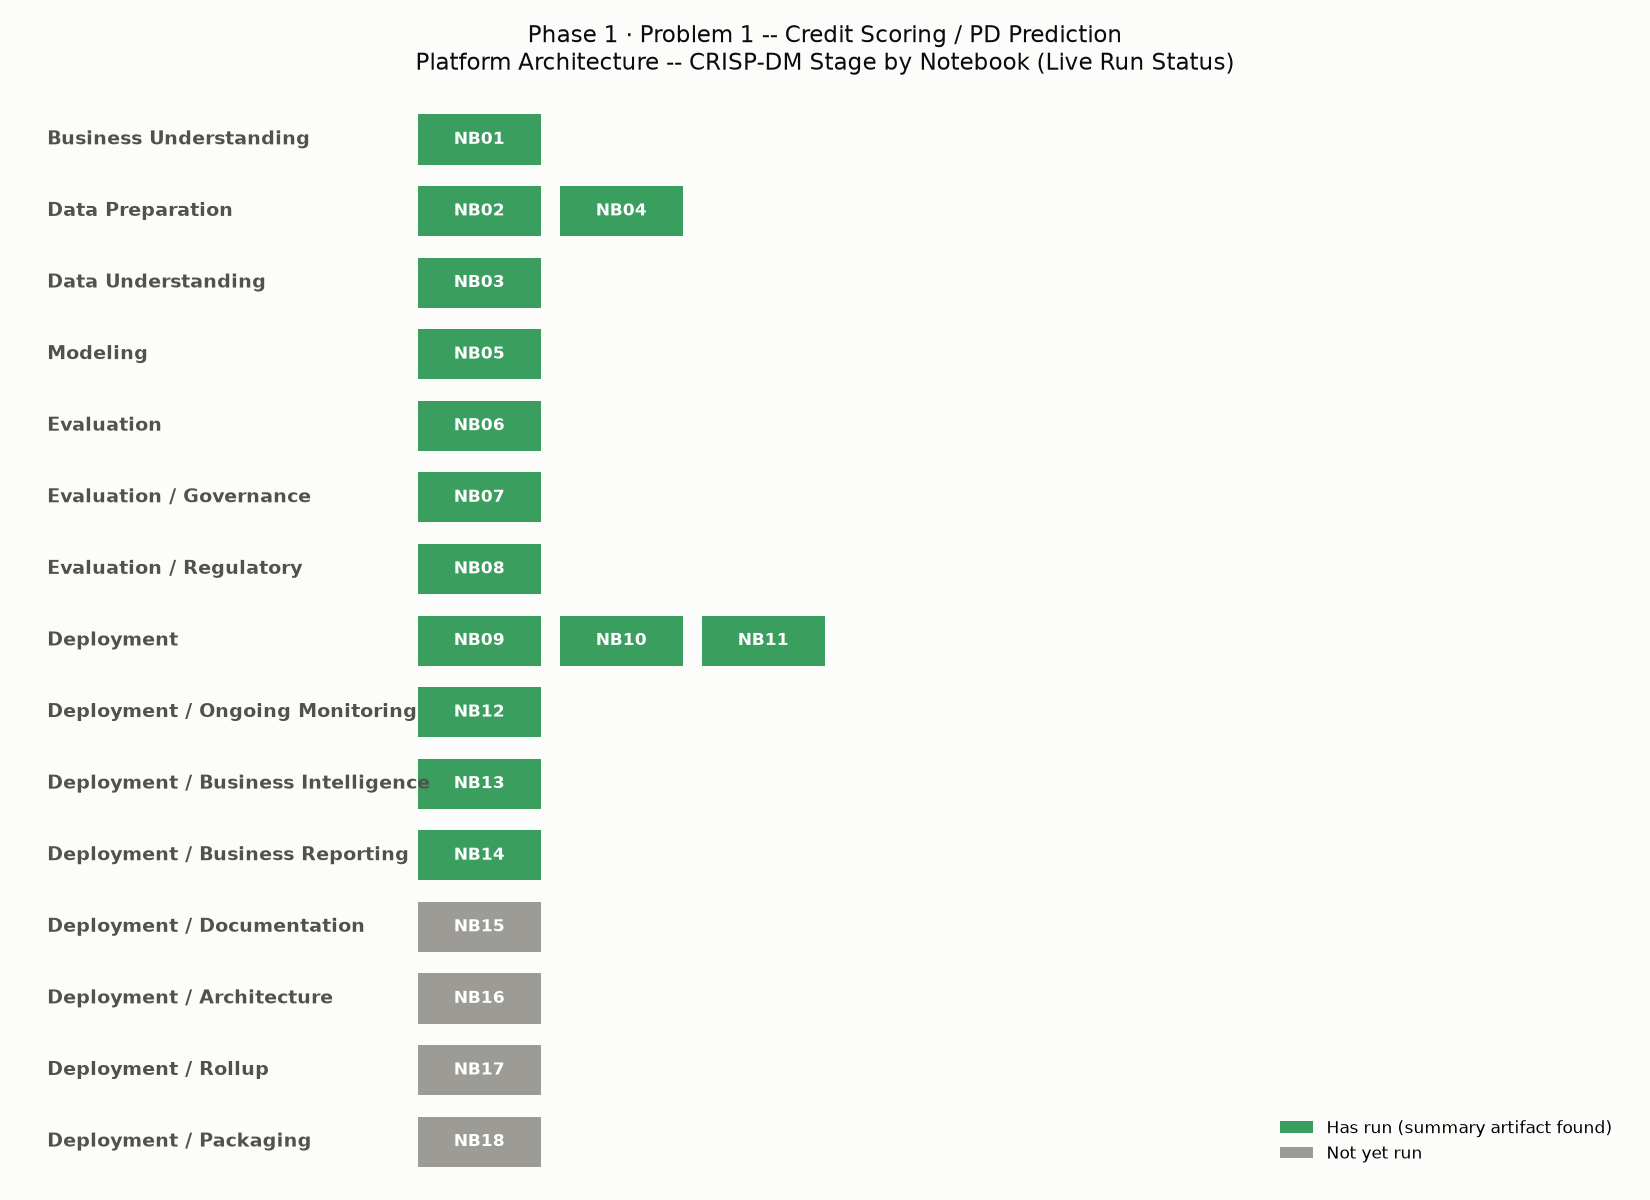 Phase 1 · Problem 1 -- Credit Scoring / PD Prediction
Platform Architecture -- CRISP-DM Stage by Notebook (Live Run Status)
Business Understanding NB01
Data Preparation NB02 NB04
Data Understanding NB03
Modeling NB05
Evaluation NB06
Evaluation / Governance NB07
Evaluation / Regulatory NB08
Deployment NB09 NB10 NB11
Deployment / Ongoing Monitoring NB12
Deployment / Business Intelligence NB13
Deployment / Business Reporting NB14
Deployment / Documentation NB15
Deployment / Architecture NB16
Deployment / Rollup NB17
Deployment / Packaging NB18
Has run (summary artifact found)
Not yet run